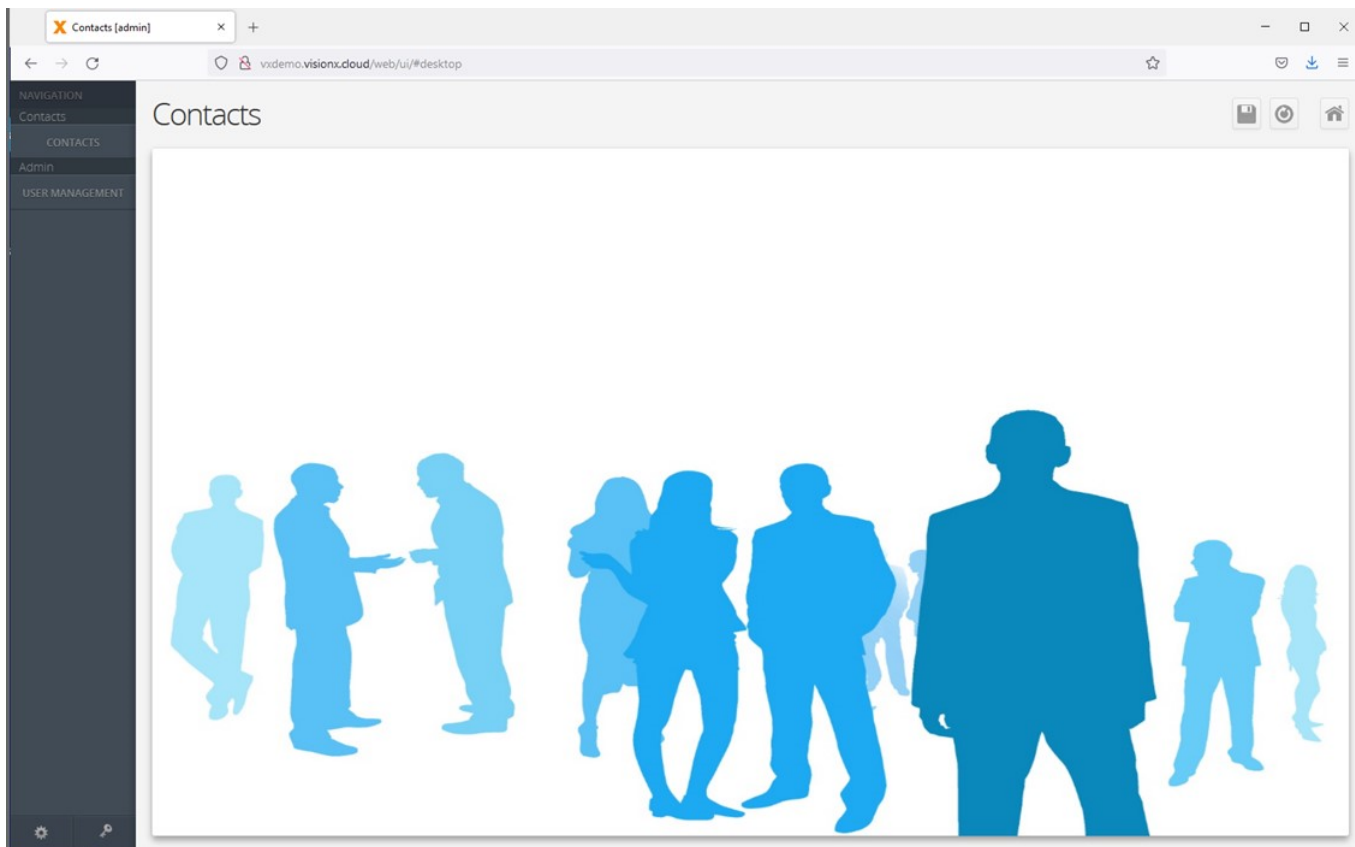 Contacts [admin]
vxdemo.visionx.cloud/web/ui/#desktop
NAVIGATION
Contacts
CONTACTS
Admin
USER MANAGEMENT
Contacts